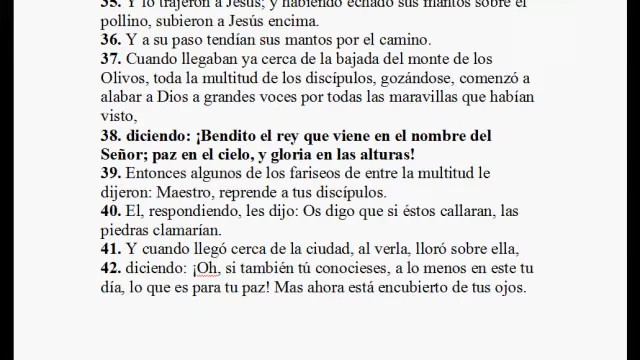 35. Y lo trajeron a Jesús; y habiendo echado sus mantos sobre el
pollino, subieron a Jesús encima.
36. Y a su paso tendían sus mantos por el camino.
37. Cuando llegaban ya cerca de la bajada del monte de los
Olivos, toda la multitud de los discípulos, gozándose, comenzó a
alabar a Dios a grandes voces por todas las maravillas que habían
visto,
38. diciendo: ¡Bendito el rey que viene en el nombre del
Señor; paz en el cielo, y gloria en las alturas!
39. Entonces algunos de los fariseos de entre la multitud le
dijeron: Maestro, reprende a tus discípulos.
40. El, respondiendo, les dijo: Os digo que si éstos callaran, las
piedras clamarían.
41. Y cuando llegó cerca de la ciudad, al verla, lloró sobre ella,
42. diciendo: ¡Oh, si también tú conocieses, a lo menos en este tu
día, lo que es para tu paz! Mas ahora está encubierto de tus ojos.